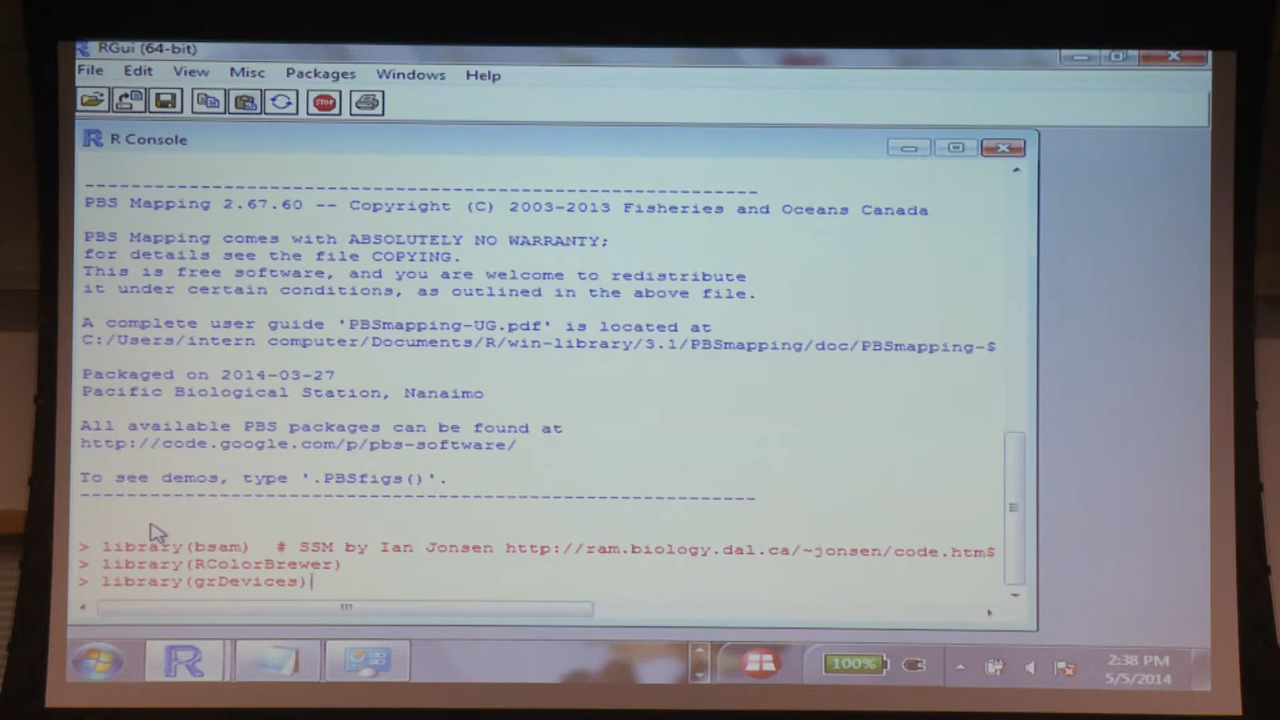 RGui (64-bit)
File Edit View Misc Packages Windows Help
STOP
R Console
------------------------------------------------------------
PBS Mapping 2.67.60 -- Copyright (C) 2003-2013 Fisheries and Oceans Canada
PBS Mapping comes with ABSOLUTELY NO WARRANTY;
for details see the file COPYING.
This is free software, and you are welcome to redistribute
it under certain conditions, as outlined in the above file.
A complete user guide 'PBSmapping-UG.pdf' is located at
C:/Users/intern computer/Documents/R/win-library/3.1/PBSmapping/doc/PBSmapping-$
Packaged on 2014-03-27
Pacific Biological Station, Nanaimo
All available PBS packages can be found at
http://code.google.com/p/pbs-software/
To see demos, type '.PBSfigs()'.
------------------------------------------------------------
> library(bsam)  # SSM by Ian Jonsen http://ram.biology.dal.ca/~jonsen/code.htm$
> library(RColorBrewer)
> library(grDevices)
100%
2:38 PM
5/5/2014